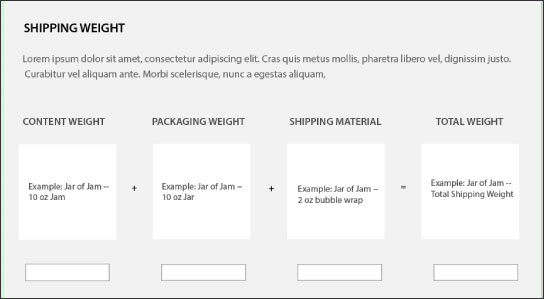 SHIPPING WEIGHT
Lorem ipsum dolor sit amet, consectetur adipiscing elit. Cras quis metus mollis, pharetra libero vel, dignissim justo.
Curabitur vel aliquam ante. Morbi scelerisque, nunc a egestas aliquam,
CONTENT WEIGHT PACKAGING WEIGHT SHIPPING MATERIAL TOTAL WEIGHT
Example: Jar of Jam --
10 oz Jam
+
Example: Jar of Jam --
10 oz Jar
+
Example: Jar of Jam --
2 oz bubble wrap
=
Example: Jar of Jam --
Total Shipping Weight